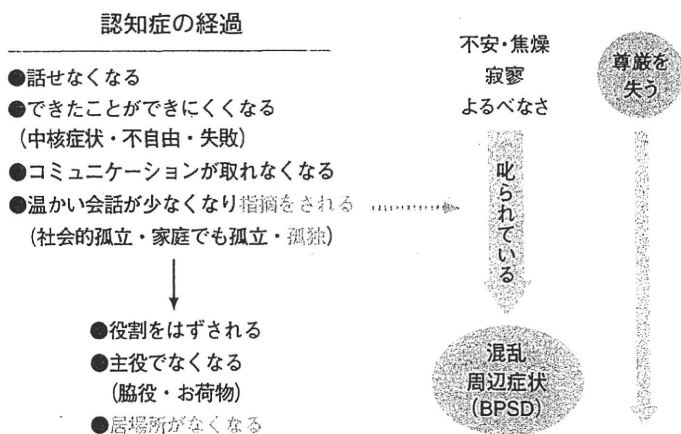 認知症の経過
●話せなくなる
●できたことができにくくなる
(中核症状・不自由・失敗)
●コミュニケーションが取れなくなる
●温かい会話が少なくなり指摘をされる
(社会的孤立・家庭でも孤立・孤独)
●役割をはずされる
●主役でなくなる
(脇役・お荷物)
●居場所がなくなる
不安・焦燥
寂寥
よるべなさ
叱られている
混乱
周辺症状
(BPSD)
尊厳を
失う